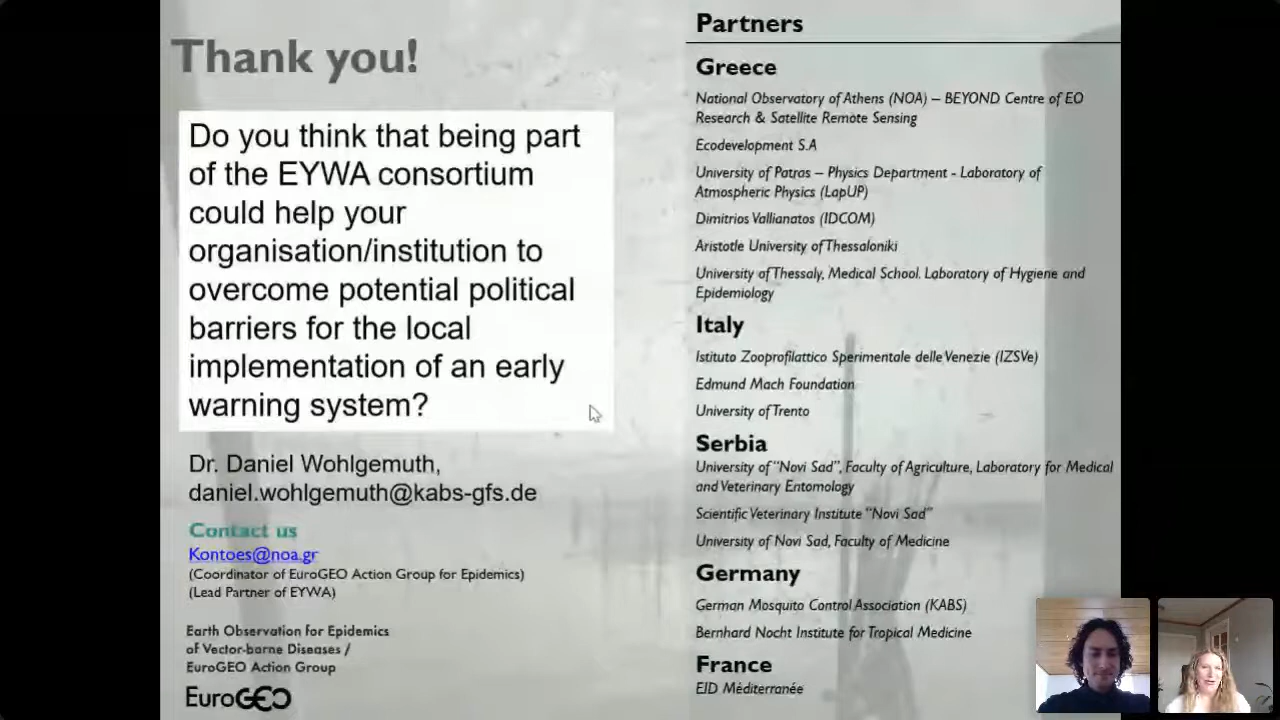 Thank you!
Do you think that being part
of the EYWA consortium
could help your
organisation/institution to
overcome potential political
barriers for the local
implementation of an early
warning system?
Dr. Daniel Wohlgemuth,
daniel.wohlgemuth@kabs-gfs.de
Contact us
Kontoes@noa.gr
(Coordinator of EuroGEO Action Group for Epidemics)
(Lead Partner of EYWA)
Earth Observation for Epidemics
of Vector-borne Diseases /
EuroGEO Action Group
EuroGEO
Partners
Greece
National Observatory of Athens (NOA) – BEYOND Centre of EO
Research & Satellite Remote Sensing
Ecodevelopment S.A
University of Patras – Physics Department - Laboratory of
Atmospheric Physics (LapUP)
Dimitrios Vallianatos (IDCOM)
Aristotle University of Thessaloniki
University of Thessaly, Medical School. Laboratory of Hygiene and
Epidemiology
Italy
Istituto Zooprofilattico Sperimentale delle Venezie (IZSVe)
Edmund Mach Foundation
University of Trento
Serbia
University of “Novi Sad”, Faculty of Agriculture, Laboratory for Medical
and Veterinary Entomology
Scientific Veterinary Institute “Novi Sad”
University of Novi Sad, Faculty of Medicine
Germany
German Mosquito Control Association (KABS)
Bernhard Nocht Institute for Tropical Medicine
France
EID Méditerranée